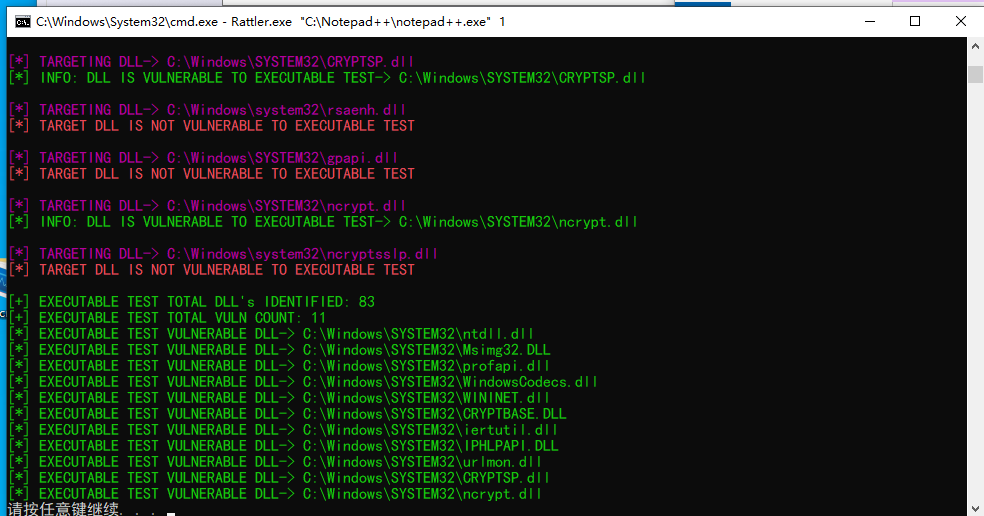 C:\Windows\System32\cmd.exe - Rattler.exe "C:\Notepad++\notepad++.exe" 1
[*] TARGETING DLL-> C:\Windows\SYSTEM32\CRYPTSP.dll
[*] INFO: DLL IS VULNERABLE TO EXECUTABLE TEST-> C:\Windows\SYSTEM32\CRYPTSP.dll
[*] TARGETING DLL-> C:\Windows\system32\rsaenh.dll
[*] TARGET DLL IS NOT VULNERABLE TO EXECUTABLE TEST
[*] TARGETING DLL-> C:\Windows\SYSTEM32\gpapi.dll
[*] TARGET DLL IS NOT VULNERABLE TO EXECUTABLE TEST
[*] TARGETING DLL-> C:\Windows\SYSTEM32\ncrypt.dll
[*] INFO: DLL IS VULNERABLE TO EXECUTABLE TEST-> C:\Windows\SYSTEM32\ncrypt.dll
[*] TARGETING DLL-> C:\Windows\system32\ncryptsslp.dll
[*] TARGET DLL IS NOT VULNERABLE TO EXECUTABLE TEST
[+] EXECUTABLE TEST TOTAL DLL's IDENTIFIED: 83
[+] EXECUTABLE TEST TOTAL VULN COUNT: 11
[*] EXECUTABLE TEST VULNERABLE DLL-> C:\Windows\SYSTEM32\ntdll.dll
[*] EXECUTABLE TEST VULNERABLE DLL-> C:\Windows\SYSTEM32\Msimg32.DLL
[*] EXECUTABLE TEST VULNERABLE DLL-> C:\Windows\SYSTEM32\profapi.dll
[*] EXECUTABLE TEST VULNERABLE DLL-> C:\Windows\SYSTEM32\WindowsCodecs.dll
[*] EXECUTABLE TEST VULNERABLE DLL-> C:\Windows\SYSTEM32\WININET.dll
[*] EXECUTABLE TEST VULNERABLE DLL-> C:\Windows\SYSTEM32\CRYPTBASE.DLL
[*] EXECUTABLE TEST VULNERABLE DLL-> C:\Windows\SYSTEM32\iertutil.dll
[*] EXECUTABLE TEST VULNERABLE DLL-> C:\Windows\SYSTEM32\IPHLPAPI.DLL
[*] EXECUTABLE TEST VULNERABLE DLL-> C:\Windows\SYSTEM32\urlmon.dll
[*] EXECUTABLE TEST VULNERABLE DLL-> C:\Windows\SYSTEM32\CRYPTSP.dll
[*] EXECUTABLE TEST VULNERABLE DLL-> C:\Windows\SYSTEM32\ncrypt.dll
请按任意键继续. . .